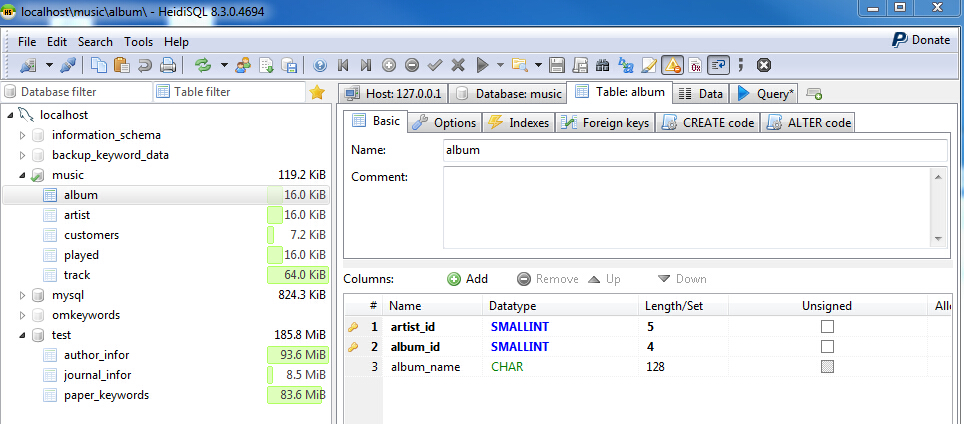 localhost\music\album\ - HeidiSQL 8.3.0.4694
File Edit Search Tools Help
Donate
Database filter Table filter
Host: 127.0.0.1 Database: music Table: album Data Query*
localhost
information_schema
backup_keyword_data
music 119.2 KiB
album 16.0 KiB
artist 16.0 KiB
customers 7.2 KiB
played 16.0 KiB
track 64.0 KiB
mysql 824.3 KiB
omkeywords
test 185.8 MiB
author_infor 93.6 MiB
journal_infor 8.5 MiB
paper_keywords 83.6 MiB
Basic Options Indexes Foreign keys CREATE code ALTER code
Name: album
Comment:
Columns: Add Remove Up Down
# Name Datatype Length/Set Unsigned Allo
1 artist_id SMALLINT 5
2 album_id SMALLINT 4
3 album_name CHAR 128